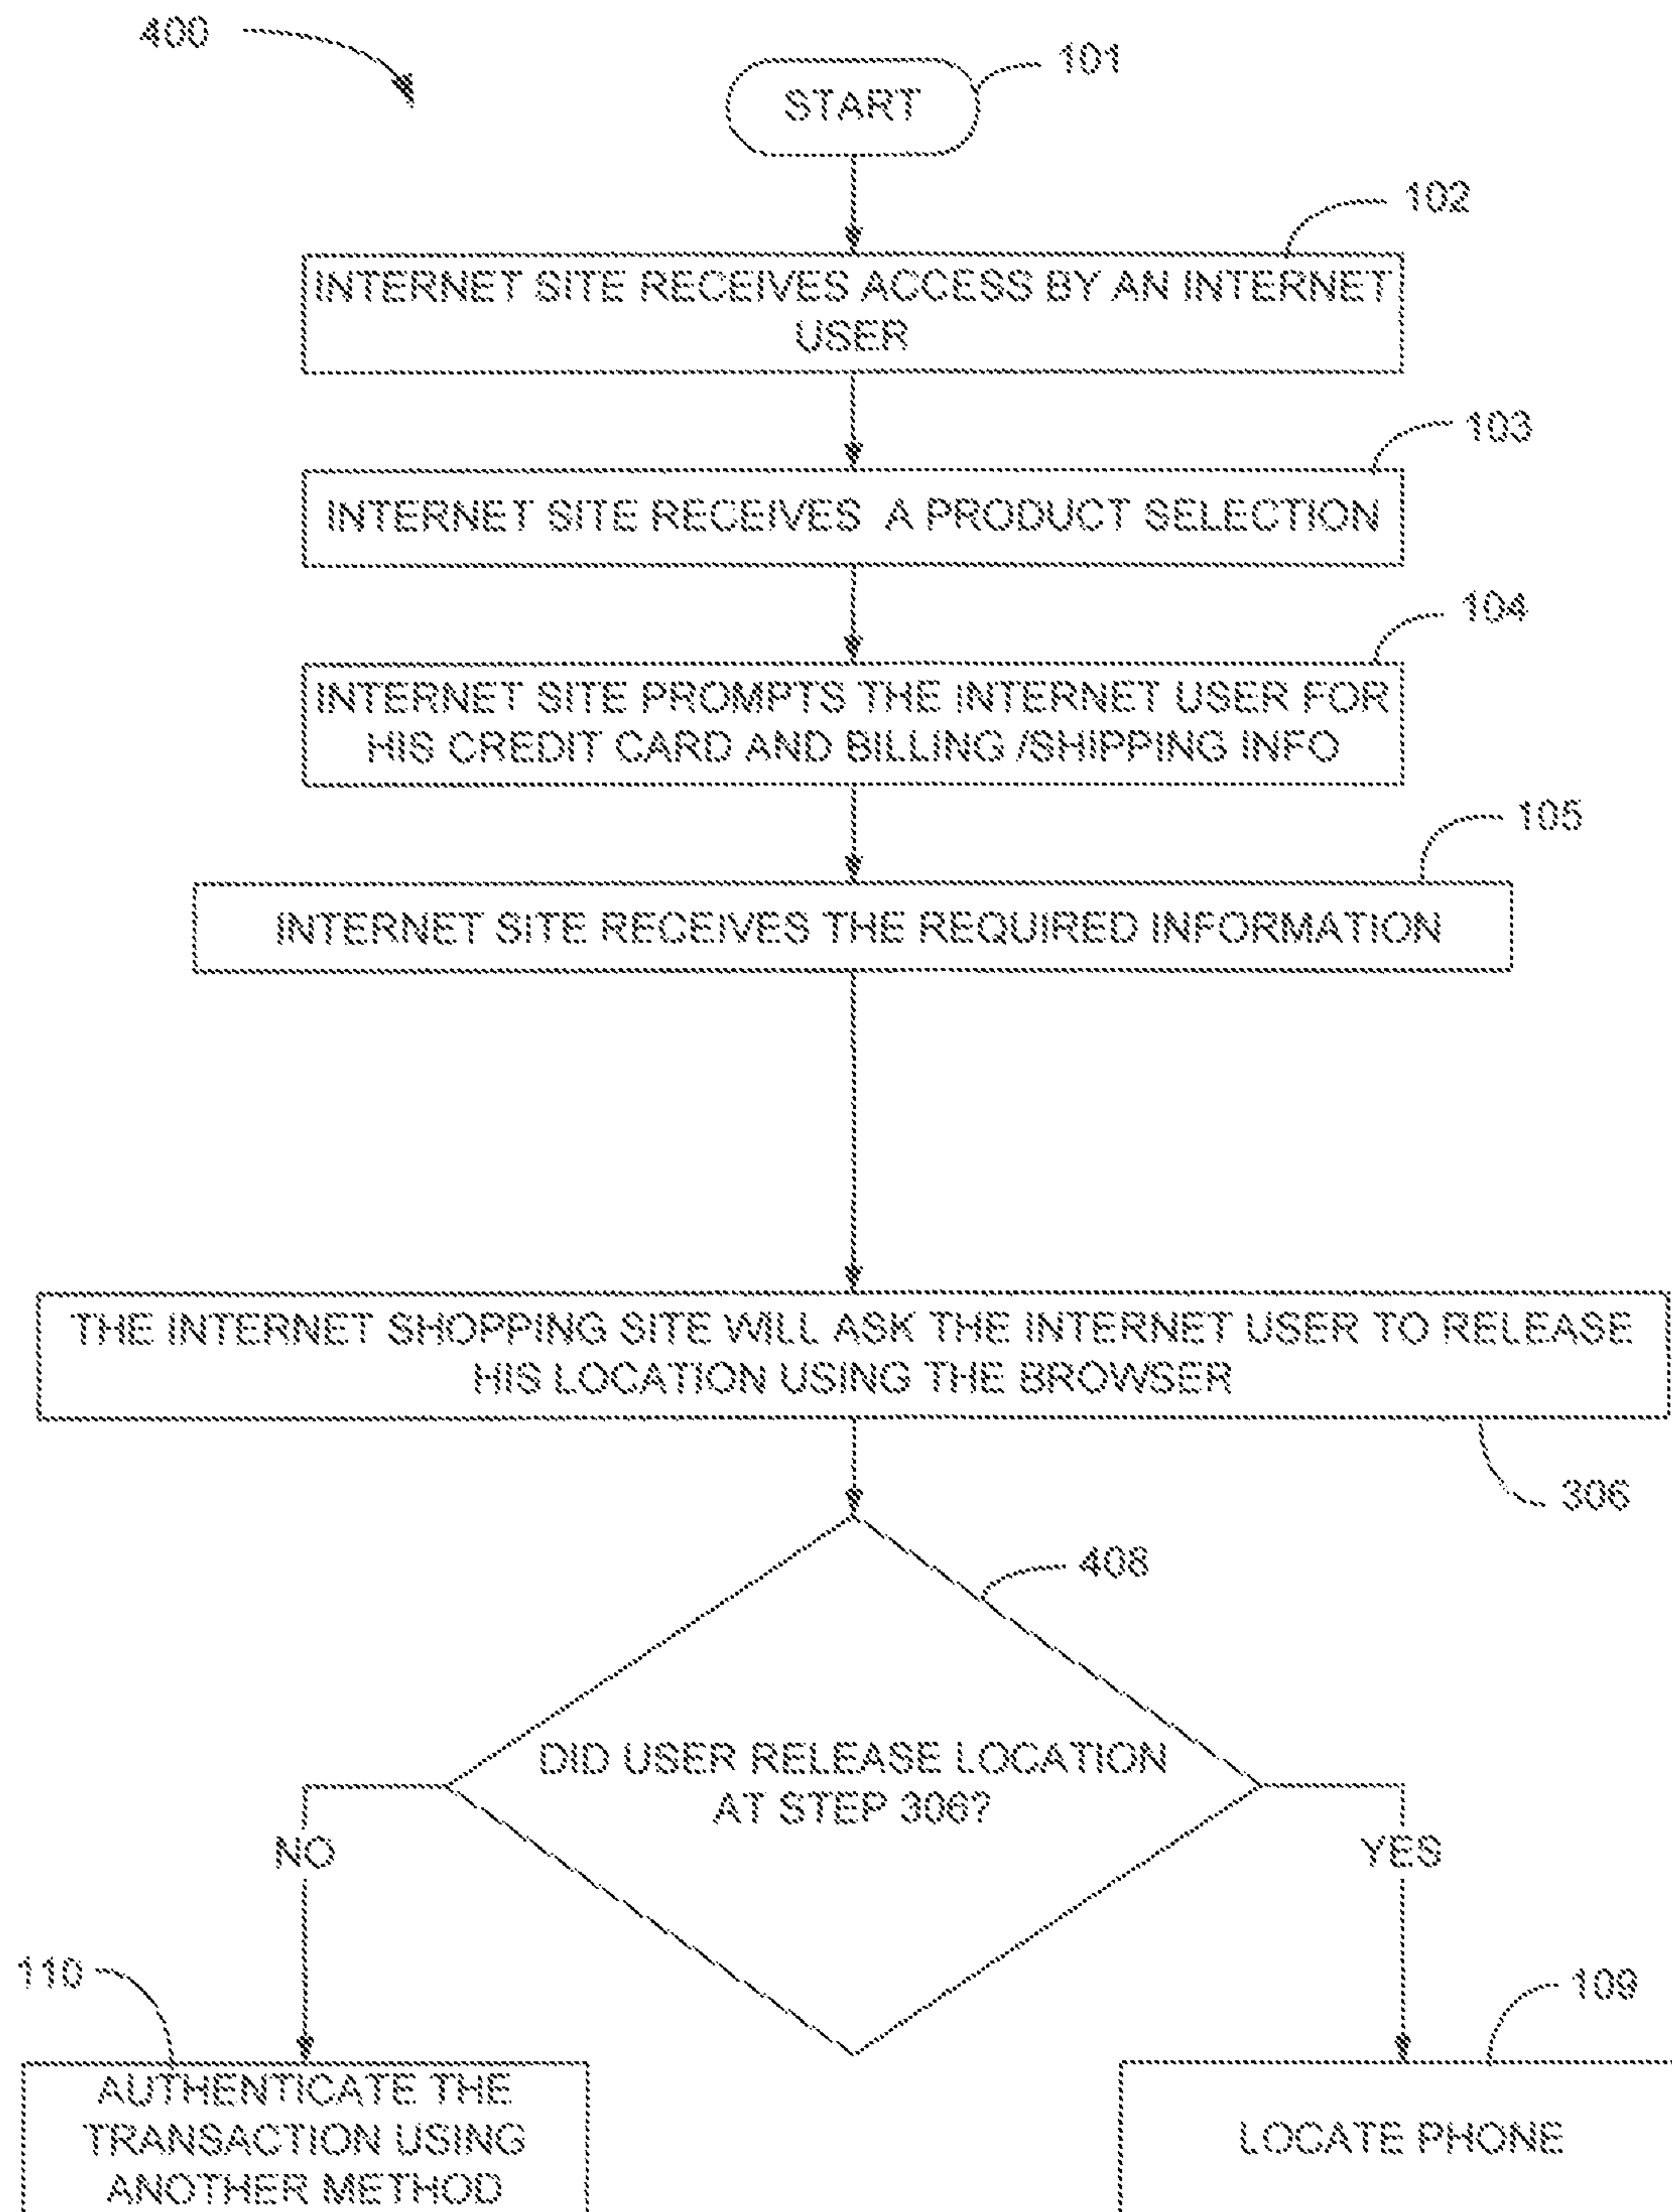 400
START
101
102
INTERNET SITE RECEIVES ACCESS BY AN INTERNET
USER
103
INTERNET SITE RECEIVES A PRODUCT SELECTION
104
INTERNET SITE PROMPTS THE INTERNET USER FOR
HIS CREDIT CARD AND BILLING /SHIPPING INFO
105
INTERNET SITE RECEIVES THE REQUIRED INFORMATION
THE INTERNET SHOPPING SITE WILL ASK THE INTERNET USER TO RELEASE
HIS LOCATION USING THE BROWSER
306
408
DID USER RELEASE LOCATION
AT STEP 306?
NO
YES
110
109
AUTHENTICATE THE
TRANSACTION USING
ANOTHER METHOD
LOCATE PHONE